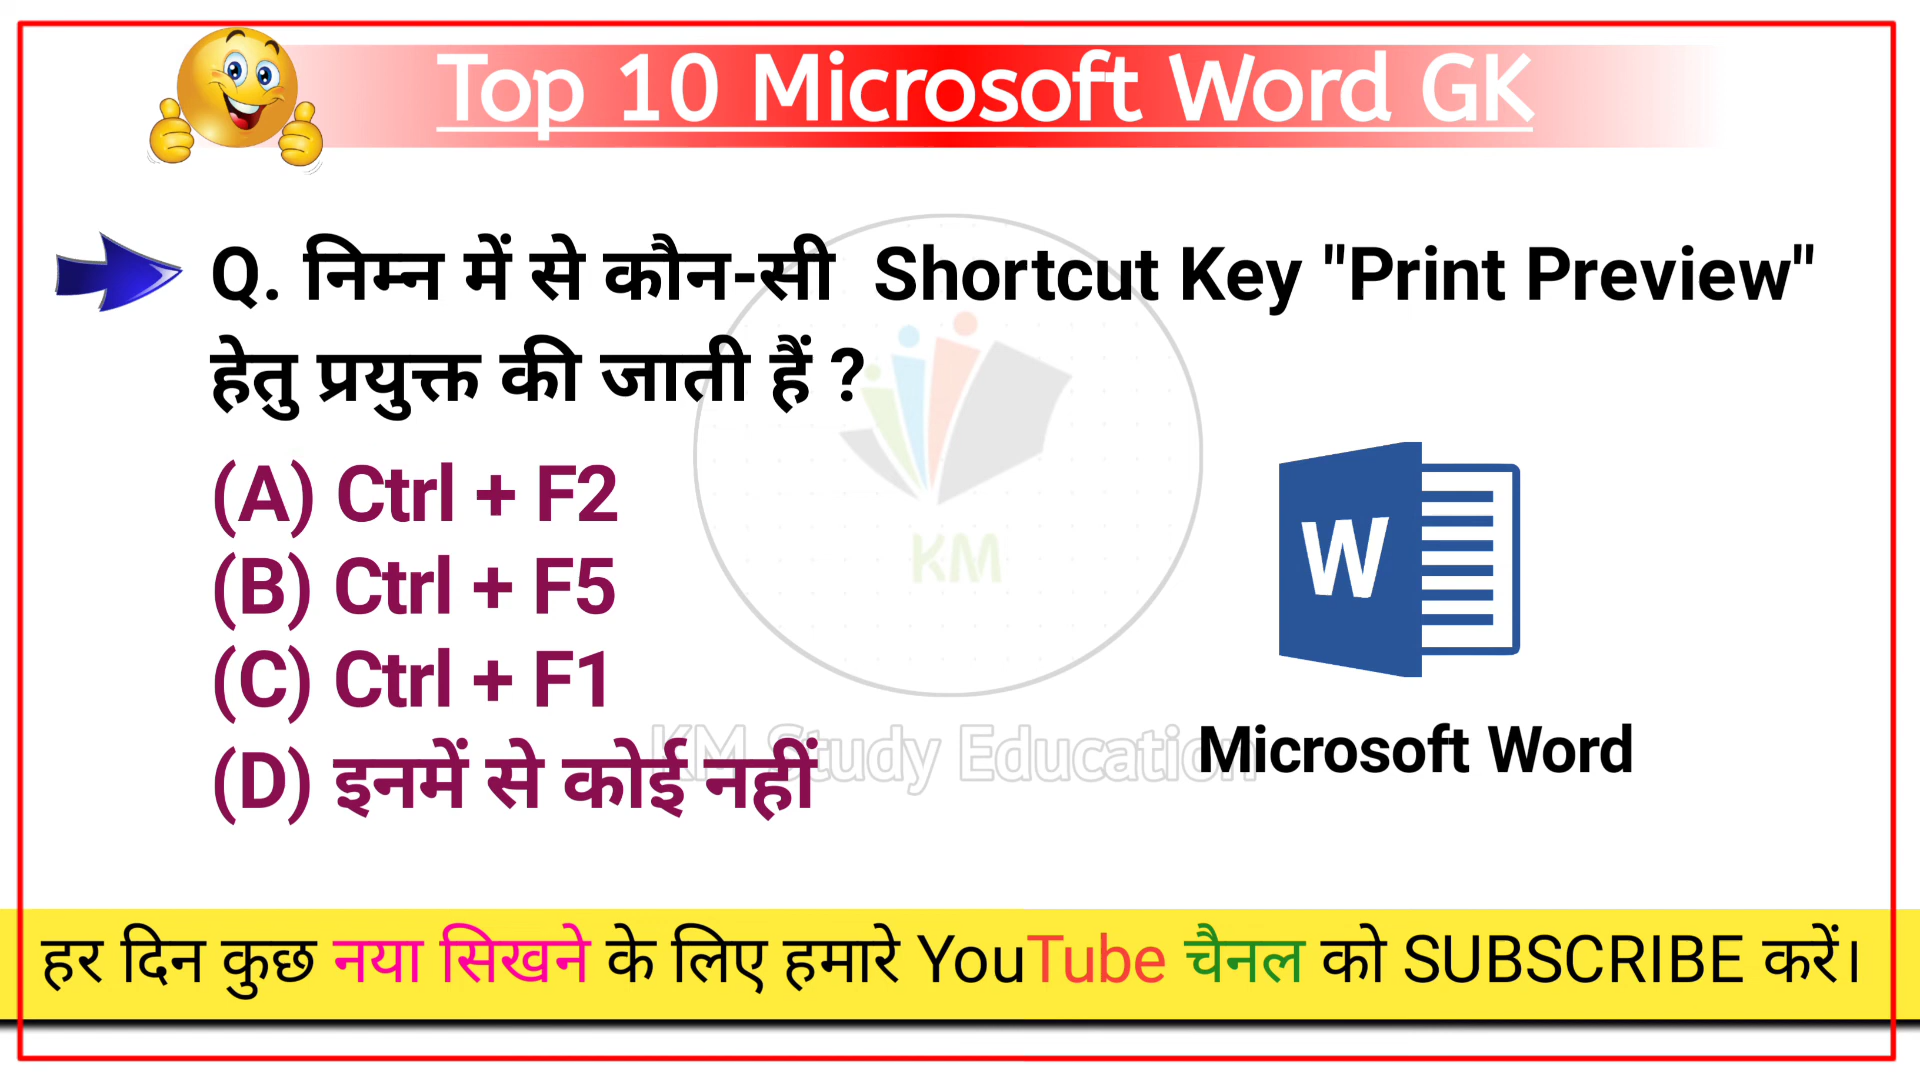 Top 10 Microsoft Word GK
Q. निम्न में से कौन-सी Shortcut Key "Print Preview"
हेतु प्रयुक्त की जाती हैं ?
(A) Ctrl + F2
(B) Ctrl + F5
(C) Ctrl + F1
(D) इनमें से कोई नहीं
KM
W
KM Study Education
Microsoft Word
हर दिन कुछ नया सिखने के लिए हमारे YouTube चैनल को SUBSCRIBE करें।